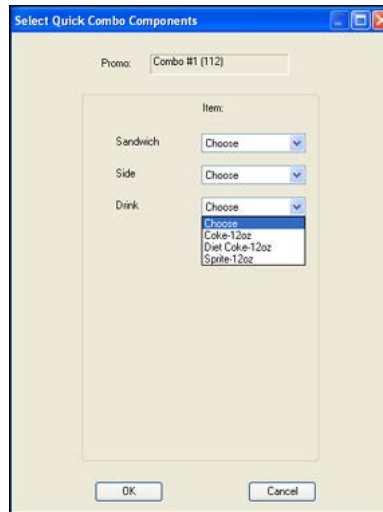 Select Quick Combo Components
Promo: Combo #1 (112)
Item:
Sandwich Choose
Side Choose
Drink Choose
Choose
Coke-12oz
Diet Coke-12oz
Sprite-12oz
OK Cancel